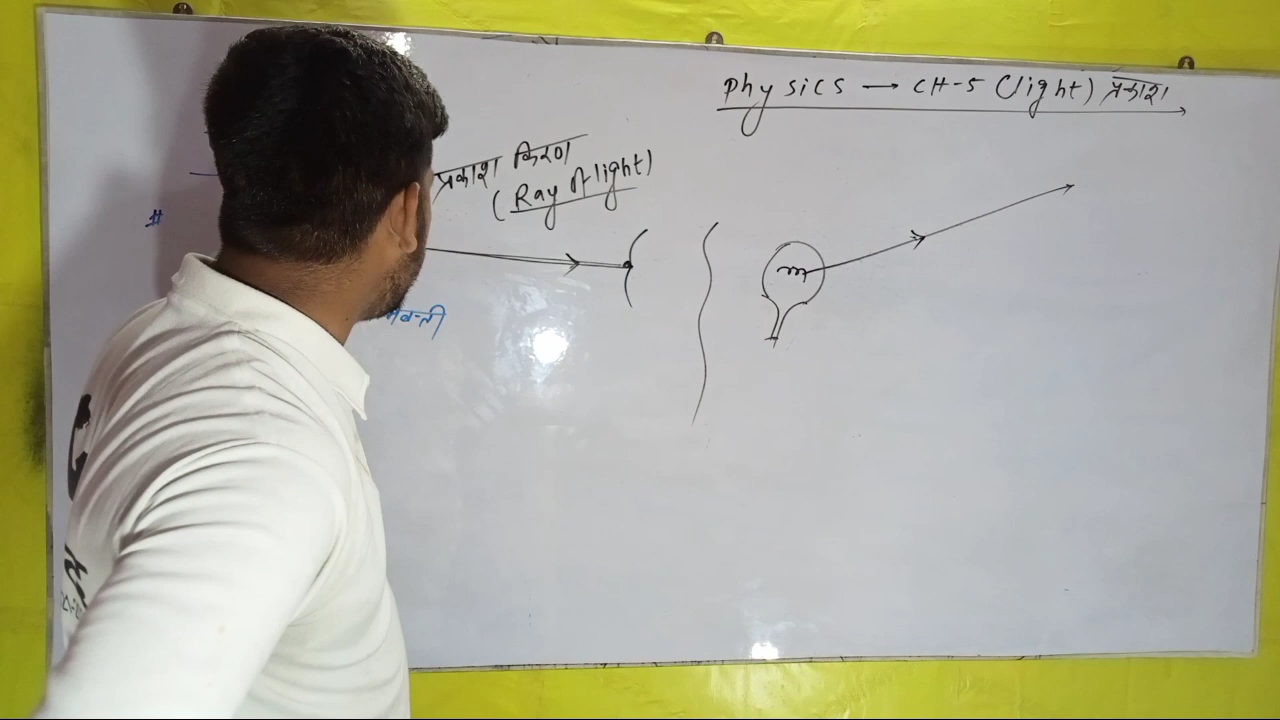 Physics → CH-5 (light) प्रकाश
प्रकाश किरण
(Ray of light)
#